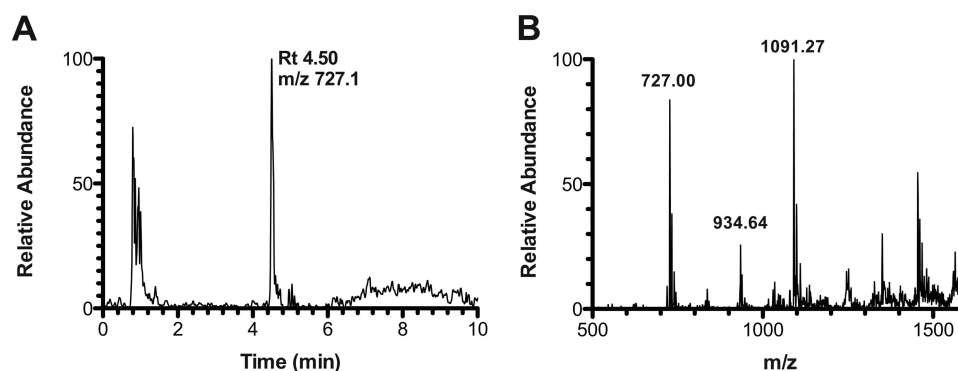 A
Rt 4.50
m/z 727.1
100
50
0
Relative Abundance
0 2 4 6 8 10
Time (min)
B
1091.27
727.00
934.64
100
50
0
Relative Abundance
500 1000 1500
m/z